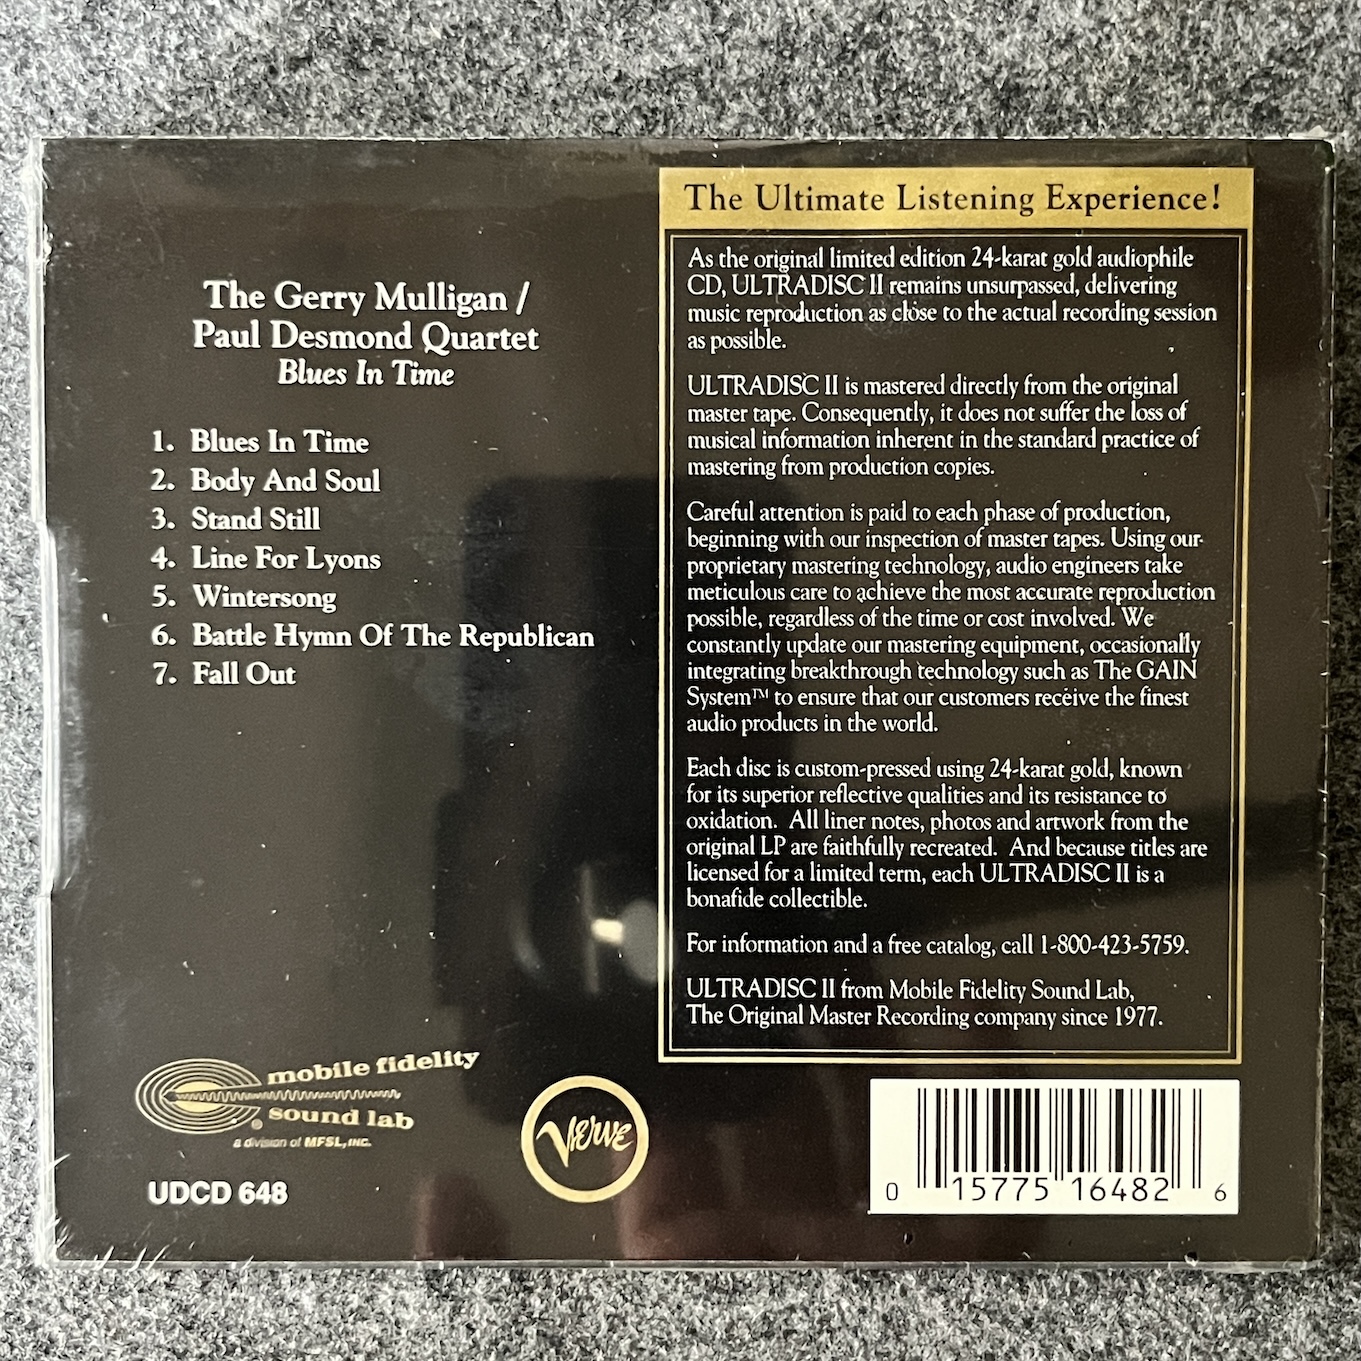 The Gerry Mulligan /
Paul Desmond Quartet
Blues In Time
1. Blues In Time
2. Body And Soul
3. Stand Still
4. Line For Lyons
5. Wintersong
6. Battle Hymn Of The Republican
7. Fall Out
The Ultimate Listening Experience!
As the original limited edition 24-karat gold audiophile
CD, ULTRADISC II remains unsurpassed, delivering
music reproduction as close to the actual recording session
as possible.
ULTRADISC II is mastered directly from the original
master tape. Consequently, it does not suffer the loss of
musical information inherent in the standard practice of
mastering from production copies.
Careful attention is paid to each phase of production,
beginning with our inspection of master tapes. Using our
proprietary mastering technology, audio engineers take
meticulous care to achieve the most accurate reproduction
possible, regardless of the time or cost involved. We
constantly update our mastering equipment, occasionally
integrating breakthrough technology such as The GAIN
System™ to ensure that our customers receive the finest
audio products in the world.
Each disc is custom-pressed using 24-karat gold, known
for its superior reflective qualities and its resistance to
oxidation. All liner notes, photos and artwork from the
original LP are faithfully recreated. And because titles are
licensed for a limited term, each ULTRADISC II is a
bonafide collectible.
For information and a free catalog, call 1-800-423-5759.
ULTRADISC II from Mobile Fidelity Sound Lab,
The Original Master Recording company since 1977.
mobile fidelity
® sound lab
a division of MFSL, INC.
UDCD 648
VERVE
0 15775 16482 6